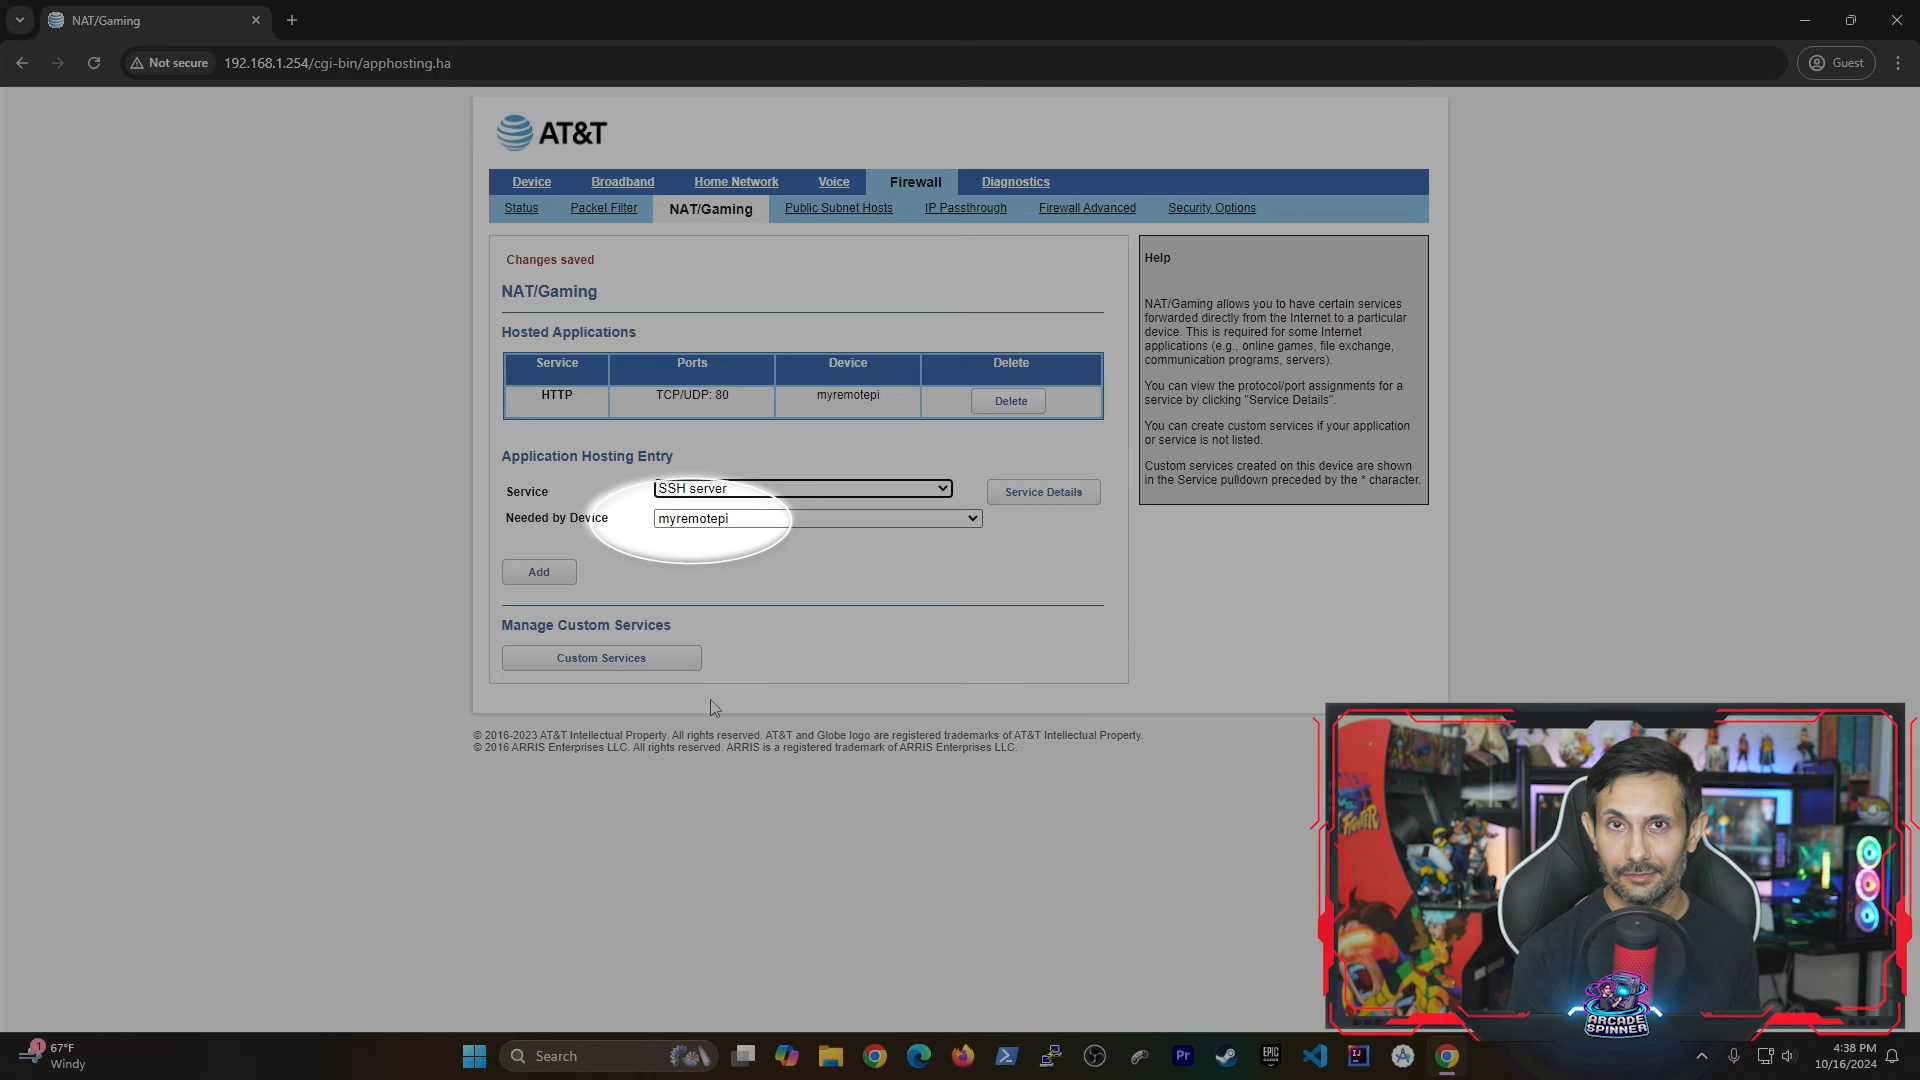 NAT/Gaming
Not secure
192.168.1.254/cgi-bin/apphosting.ha
Guest
AT&T
Device Broadband Home Network Voice Firewall Diagnostics
Status Packet Filter NAT/Gaming Public Subnet Hosts IP Passthrough Firewall Advanced Security Options
Changes saved
NAT/Gaming
Hosted Applications
Service Ports Device Delete
HTTP TCP/UDP: 80 myremotepi Delete
Application Hosting Entry
Service SSH server Service Details
Needed by Device myremotepi
Add
Manage Custom Services
Custom Services
Help
NAT/Gaming allows you to have certain services
forwarded directly from the Internet to a particular
device. This is required for some Internet
applications (e.g., online games, file exchange,
communication programs, servers).
You can view the protocol/port assignments for a
service by clicking "Service Details".
You can create custom services if your application
or service is not listed.
Custom services created on this device are shown
in the Service pulldown preceded by the * character.
© 2016-2023 AT&T Intellectual Property. All rights reserved. AT&T and Globe logo are registered trademarks of AT&T Intellectual Property.
© 2016 ARRIS Enterprises LLC. All rights reserved. ARRIS is a registered trademark of ARRIS Enterprises LLC.
FIGHTER
ARCADE
SPINNER
1
67°F
Windy
Search
Pr
EPIC
GAMES
IJ
4:38 PM
10/16/2024